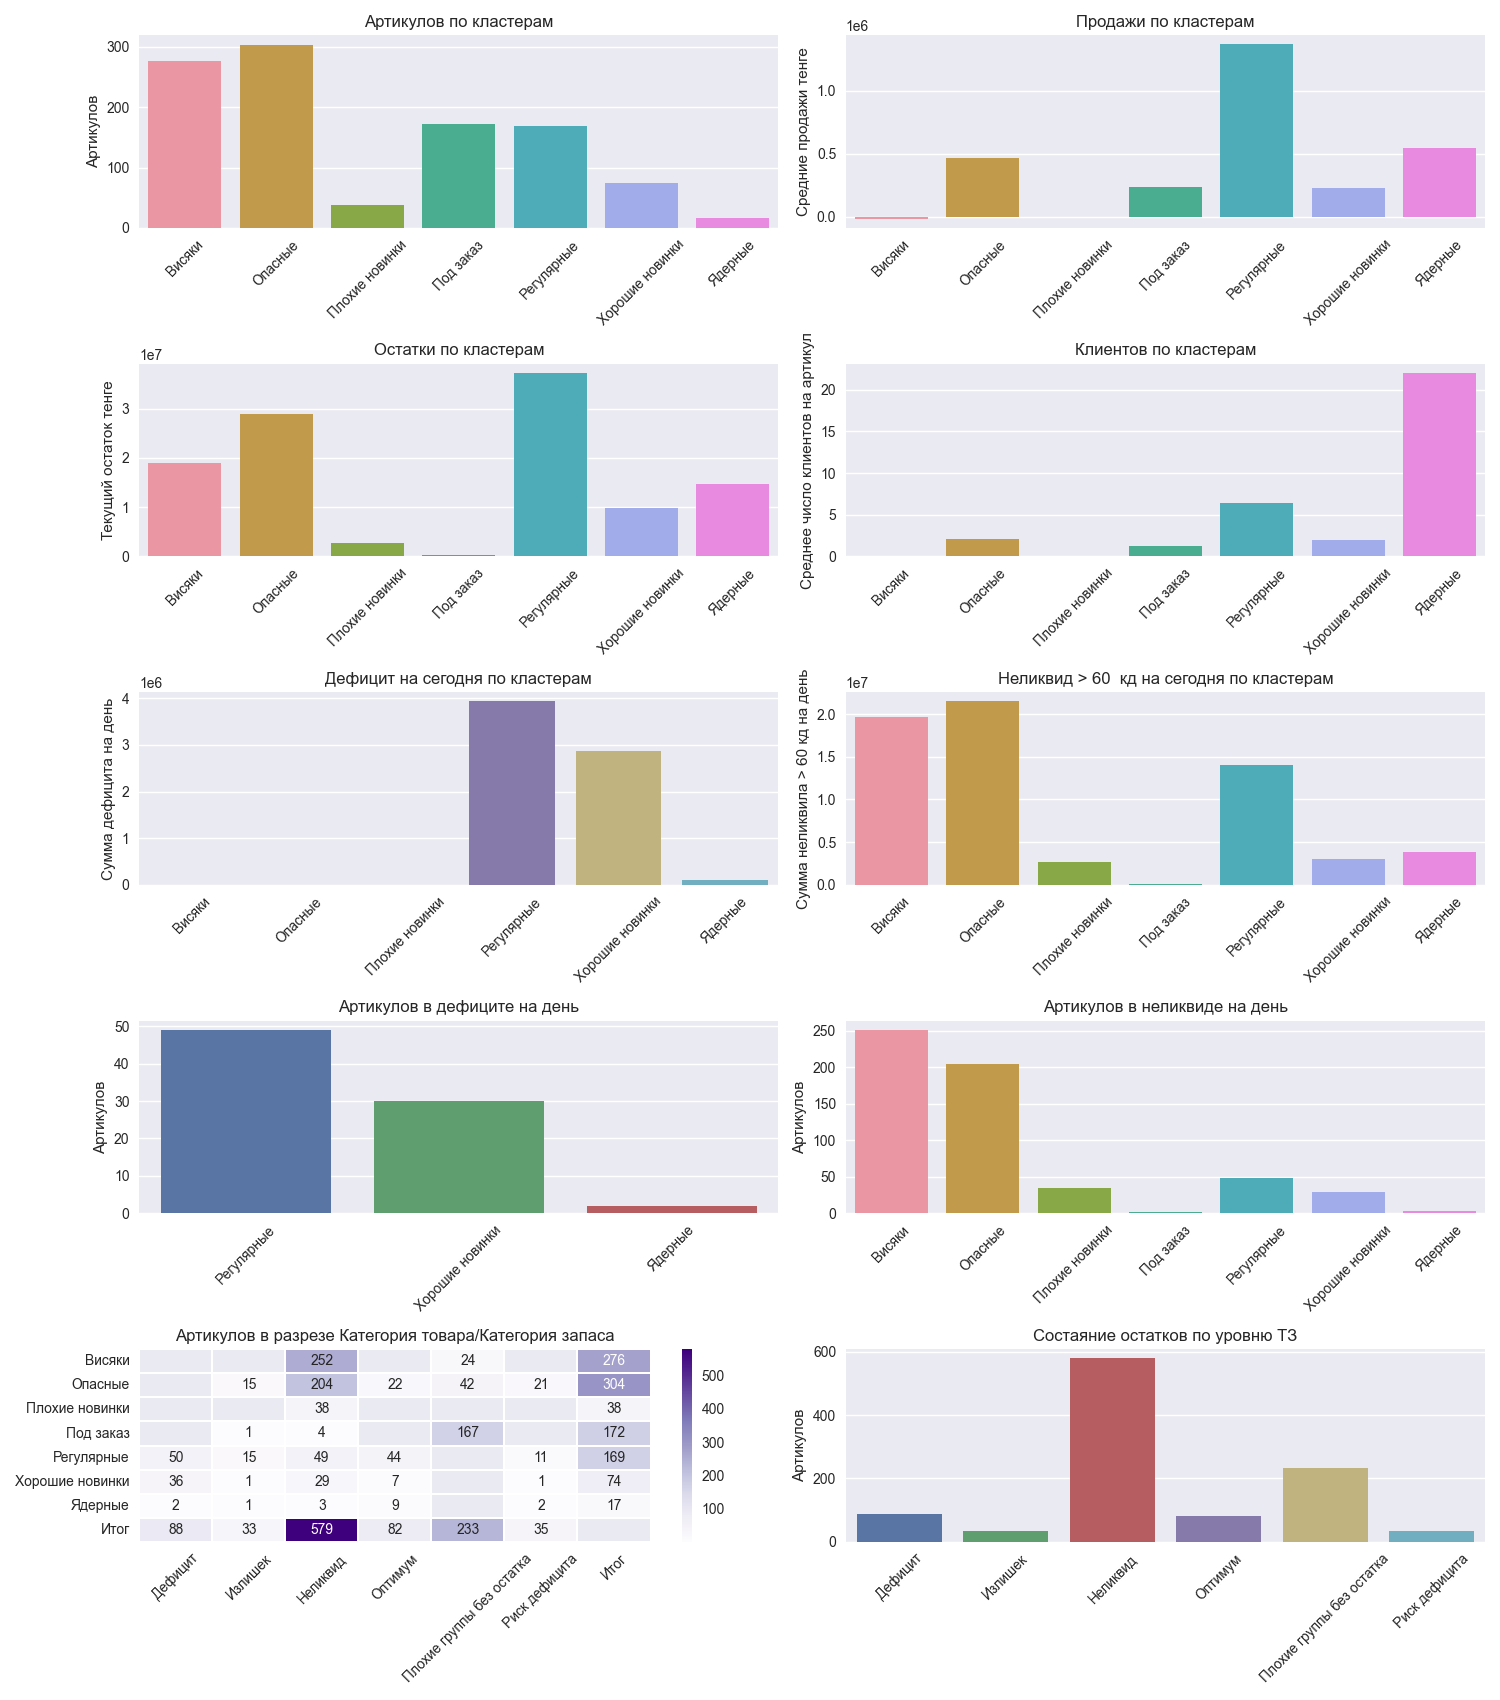 Артикулов по кластерам
Артикулов
300
200
100
0
Висяки
Опасные
Плохие новинки
Под заказ
Регулярные
Хорошие новинки
Ядерные
Продажи по кластерам
1e6
Средние продажи тенге
1.0
0.5
0.0
Висяки
Опасные
Плохие новинки
Под заказ
Регулярные
Хорошие новинки
Ядерные
Остатки по кластерам
1e7
Текущий остаток тенге
3
2
1
0
Висяки
Опасные
Плохие новинки
Под заказ
Регулярные
Хорошие новинки
Ядерные
Клиентов по кластерам
Среднее число клиентов на артикул
20
15
10
5
0
Висяки
Опасные
Плохие новинки
Под заказ
Регулярные
Хорошие новинки
Ядерные
Дефицит на сегодня по кластерам
1e6
Сумма дефицита на день
4
3
2
1
0
Висяки
Опасные
Плохие новинки
Регулярные
Хорошие новинки
Ядерные
Неликвид > 60  кд на сегодня по кластерам
1e7
Сумма неликвила > 60 кд на день
2.0
1.5
1.0
0.5
0.0
Висяки
Опасные
Плохие новинки
Под заказ
Регулярные
Хорошие новинки
Ядерные
Артикулов в дефиците на день
Артикулов
50
40
30
20
10
0
Регулярные
Хорошие новинки
Ядерные
Артикулов в неликвиде на день
Артикулов
250
200
150
100
50
0
Висяки
Опасные
Плохие новинки
Под заказ
Регулярные
Хорошие новинки
Ядерные
Артикулов в разрезе Категория товара/Категория запаса
Висяки 252 24 276
Опасные 15 204 22 42 21 304
Плохие новинки 38 38
Под заказ 1 4 167 172
Регулярные 50 15 49 44 11 169
Хорошие новинки 36 1 29 7 1 74
Ядерные 2 1 3 9 2 17
Итог 88 33 579 82 233 35
Дефицит
Излишек
Неликвид
Оптимум
Плохие группы без остатка
Риск дефицита
Итог
500
400
300
200
100
Состаяние остатков по уровню ТЗ
Артикулов
600
400
200
0
Дефицит
Излишек
Неликвид
Оптимум
Плохие группы без остатка
Риск дефицита